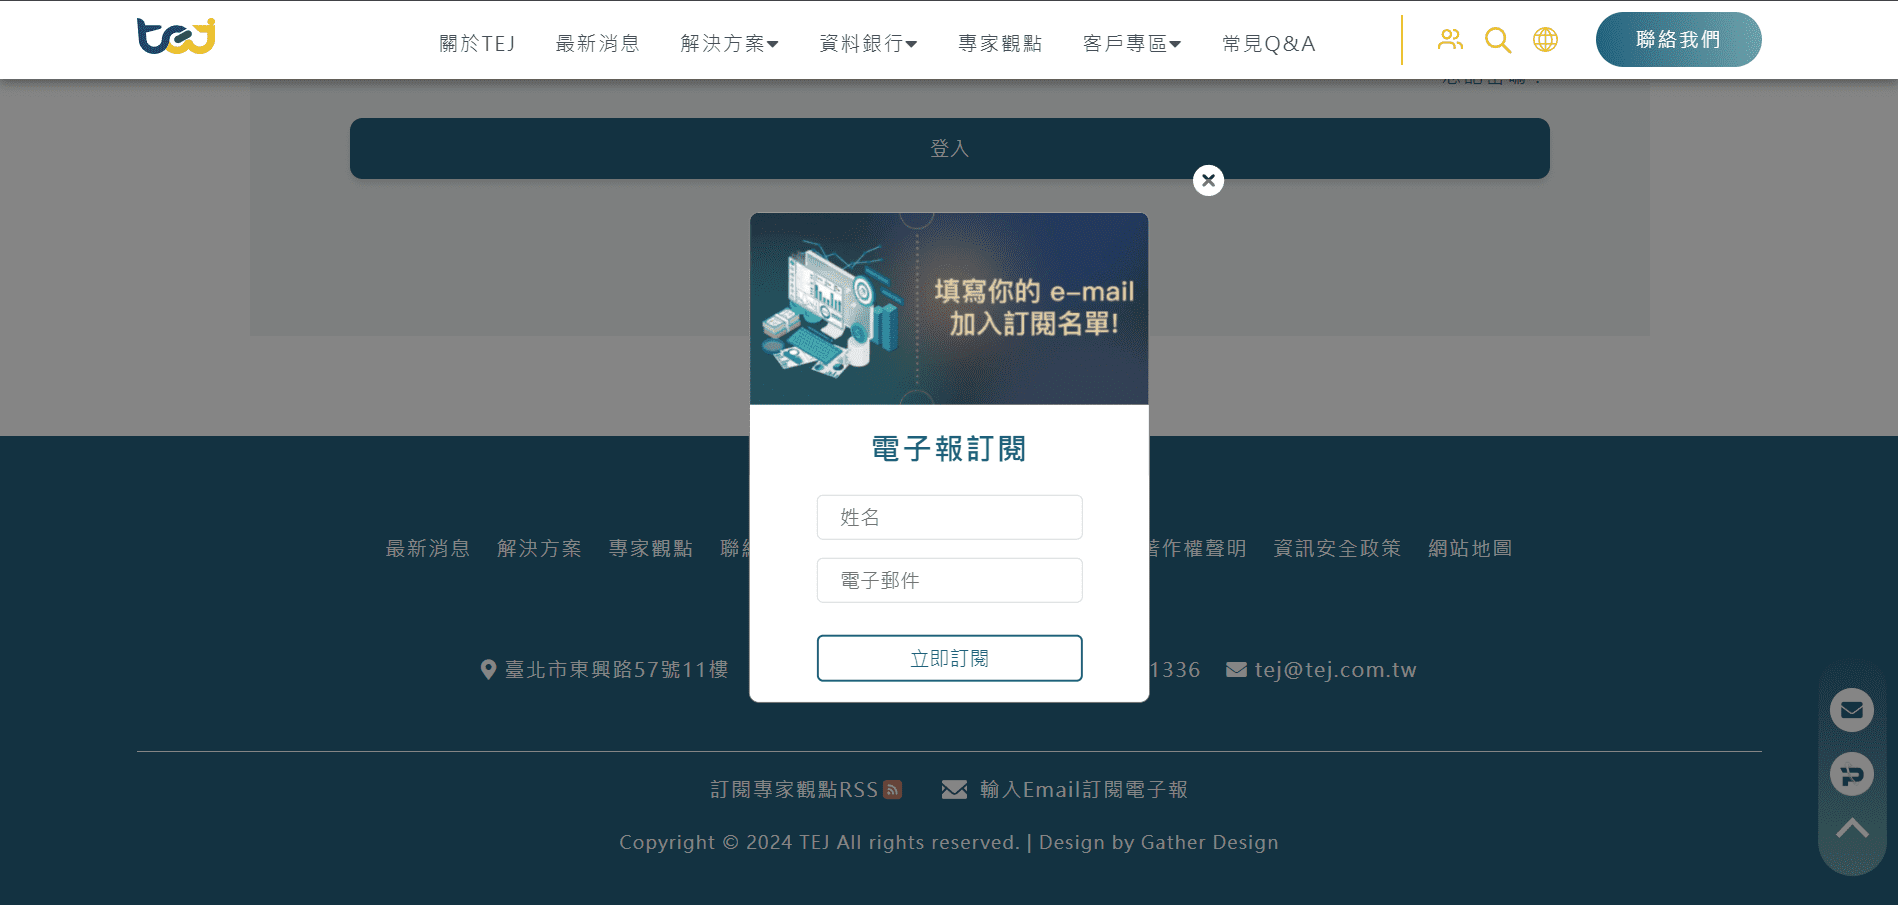 tej
關於TEJ 最新消息 解決方案 資料銀行 專家觀點 客戶專區 常見Q&A 聯絡我們
登入
填寫你的 e-mail
加入訂閱名單!
電子報訂閱
姓名
電子郵件
立即訂閱
最新消息 解決方案 專家觀點 聯 著作權聲明 資訊安全政策 網站地圖
臺北市東興路57號11樓 1336 tej@tej.com.tw
訂閱專家觀點RSS 輸入Email訂閱電子報
Copyright © 2024 TEJ All rights reserved. | Design by Gather Design